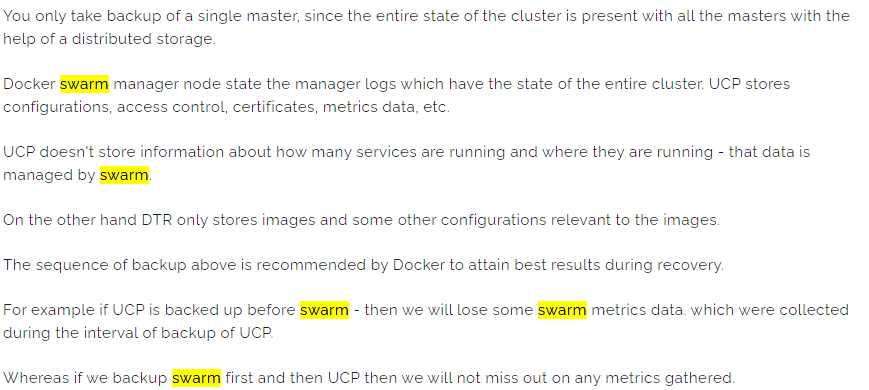 You only take backup of a single master, since the entire state of the cluster is present with all the masters with the
help of a distributed storage.
Docker swarm manager node state the manager logs which have the state of the entire cluster. UCP stores
configurations, access control, certificates, metrics data, etc.
UCP doesn't store information about how many services are running and where they are running - that data is
managed by swarm.
On the other hand DTR only stores images and some other configurations relevant to the images.
The sequence of backup above is recommended by Docker to attain best results during recovery.
For example if UCP is backed up before swarm - then we will lose some swarm metrics data. which were collected
during the interval of backup of UCP.
Whereas if we backup swarm first and then UCP then we will not miss out on any metrics gathered.